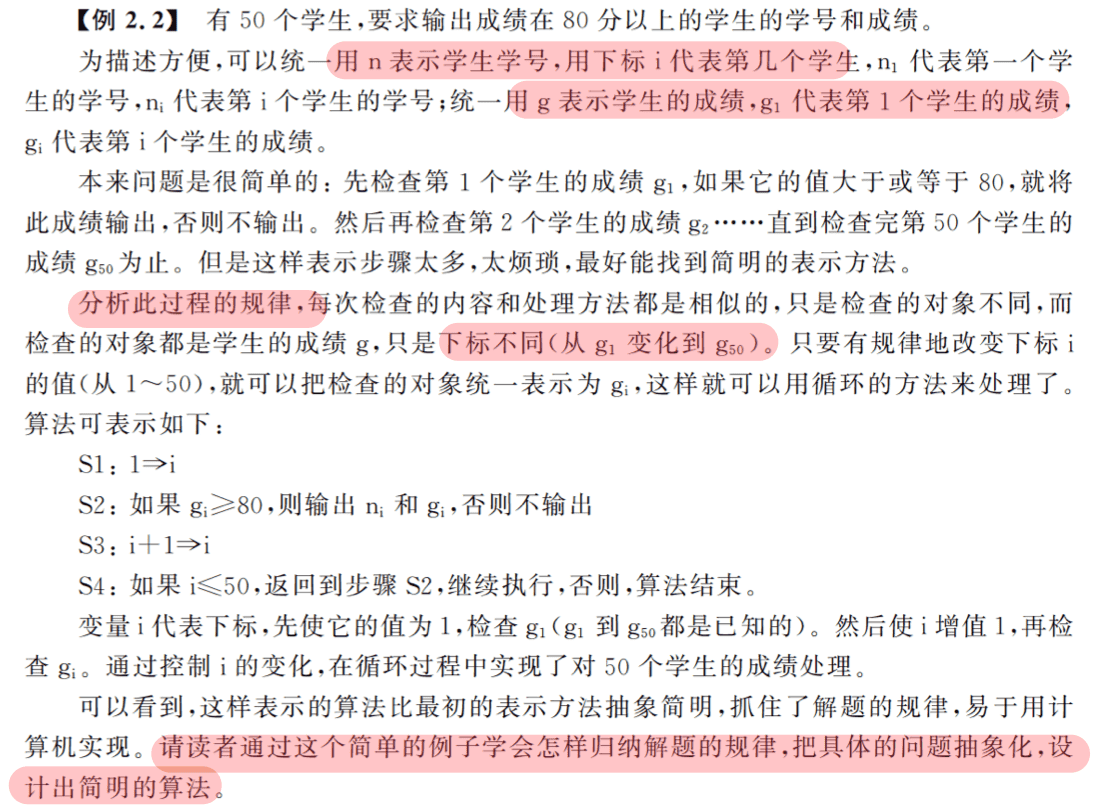 【例 2.2】 有 50 个学生,要求输出成绩在 80 分以上的学生的学号和成绩。
为描述方便,可以统一用 n 表示学生学号,用下标 i 代表第几个学生,n₁ 代表第一个学
生的学号,nᵢ 代表第 i 个学生的学号;统一用 g 表示学生的成绩,g₁ 代表第 1 个学生的成绩,
gᵢ 代表第 i 个学生的成绩。
本来问题是很简单的: 先检查第 1 个学生的成绩 g₁,如果它的值大于或等于 80,就将
此成绩输出,否则不输出。然后再检查第 2 个学生的成绩 g₂……直到检查完第 50 个学生的
成绩 g₅₀为止。但是这样表示步骤太多,太烦琐,最好能找到简明的表示方法。
分析此过程的规律,每次检查的内容和处理方法都是相似的,只是检查的对象不同,而
检查的对象都是学生的成绩 g,只是下标不同(从 g₁ 变化到 g₅₀)。只要有规律地改变下标 i
的值(从 1～50),就可以把检查的对象统一表示为 gᵢ,这样就可以用循环的方法来处理了。
算法可表示如下:
S1: 1⇒i
S2: 如果 gᵢ≥80,则输出 nᵢ 和 gᵢ,否则不输出
S3: i+1⇒i
S4: 如果 i≤50,返回到步骤 S2,继续执行,否则,算法结束。
变量 i 代表下标,先使它的值为 1,检查 g₁(g₁ 到 g₅₀都是已知的)。然后使 i 增值 1,再检
查 gᵢ。通过控制 i 的变化,在循环过程中实现了对 50 个学生的成绩处理。
可以看到,这样表示的算法比最初的表示方法抽象简明,抓住了解题的规律,易于用计
算机实现。请读者通过这个简单的例子学会怎样归纳解题的规律,把具体的问题抽象化,设
计出简明的算法。